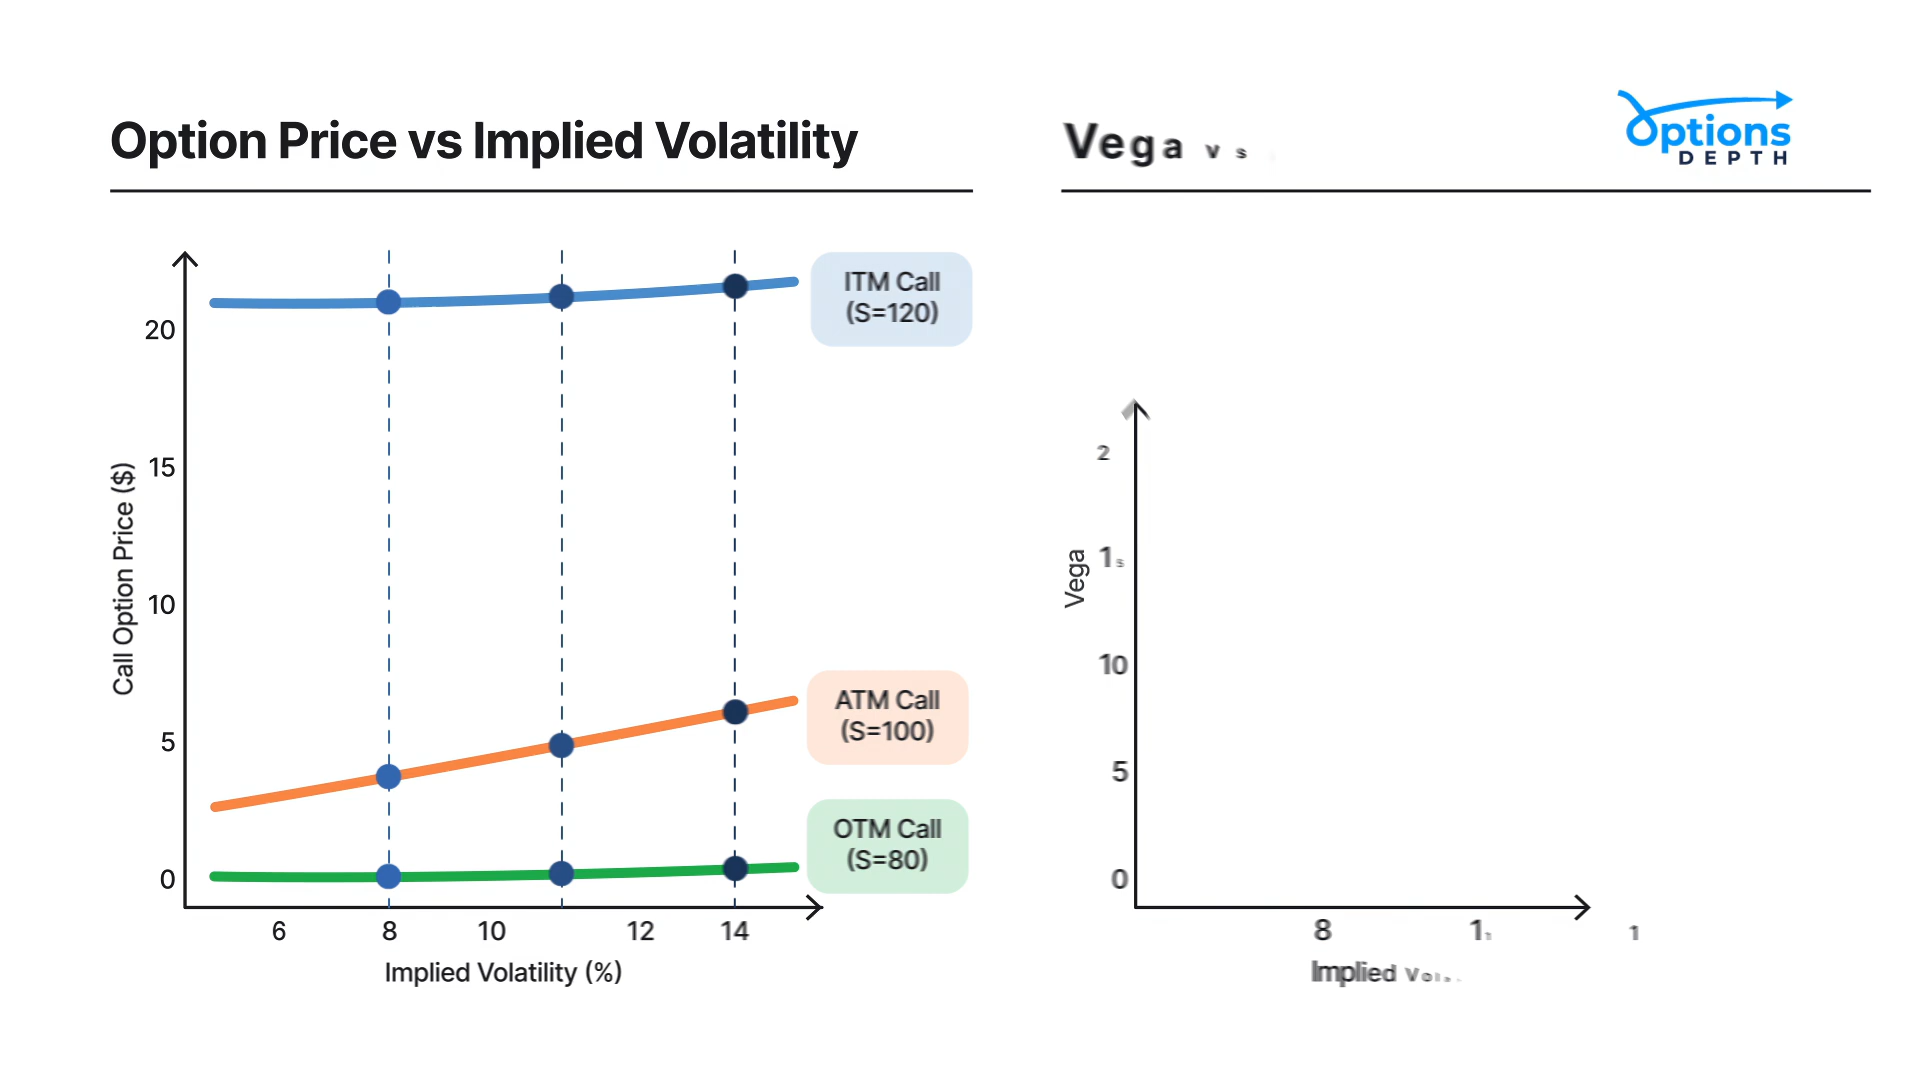 Option Price vs Implied Volatility
Call Option Price ($)
20
15
10
5
0
6 8 10 12 14
Implied Volatility (%)
ITM Call
(S=120)
ATM Call
(S=100)
OTM Call
(S=80)
Vega vs
Options
DEPTH
Vega
2
10
5
0
8
Implied